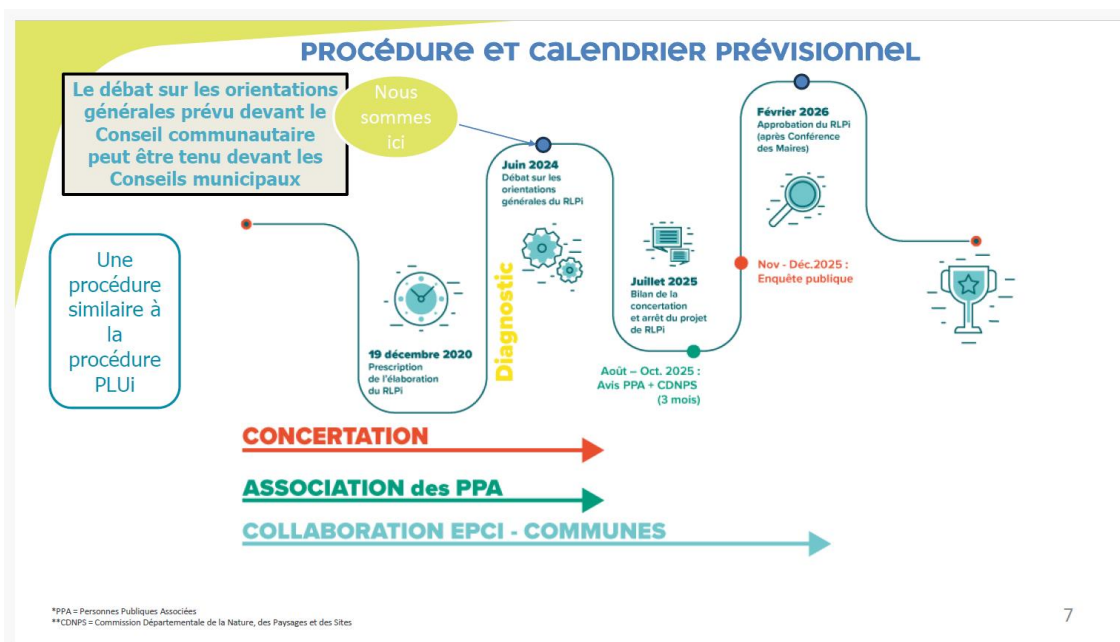 PROCÉDURE ET CALENDRIER PRÉVISIONNEL
Le débat sur les orientations
générales prévu devant le
Conseil communautaire
peut être tenu devant les
Conseils municipaux
Nous
sommes
ici
Une
procédure
similaire à
la
procédure
PLUi
19 décembre 2020
Prescription
de l'élaboration
du RLPi
Diagnostic
Juin 2024
Débat sur les
orientations
générales du RLPi
Juillet 2025
Bilan de la
concertation
et arrêt du projet
de RLPi
Août – Oct. 2025 :
Avis PPA + CDNPS
(3 mois)
Février 2026
Approbation du RLPi
(après Conférence
des Maires)
Nov - Déc.2025 :
Enquête publique
CONCERTATION
ASSOCIATION des PPA
COLLABORATION EPCI - COMMUNES
*PPA = Personnes Publiques Associées
**CDNPS = Commission Départementale de la Nature, des Paysages et des Sites
7